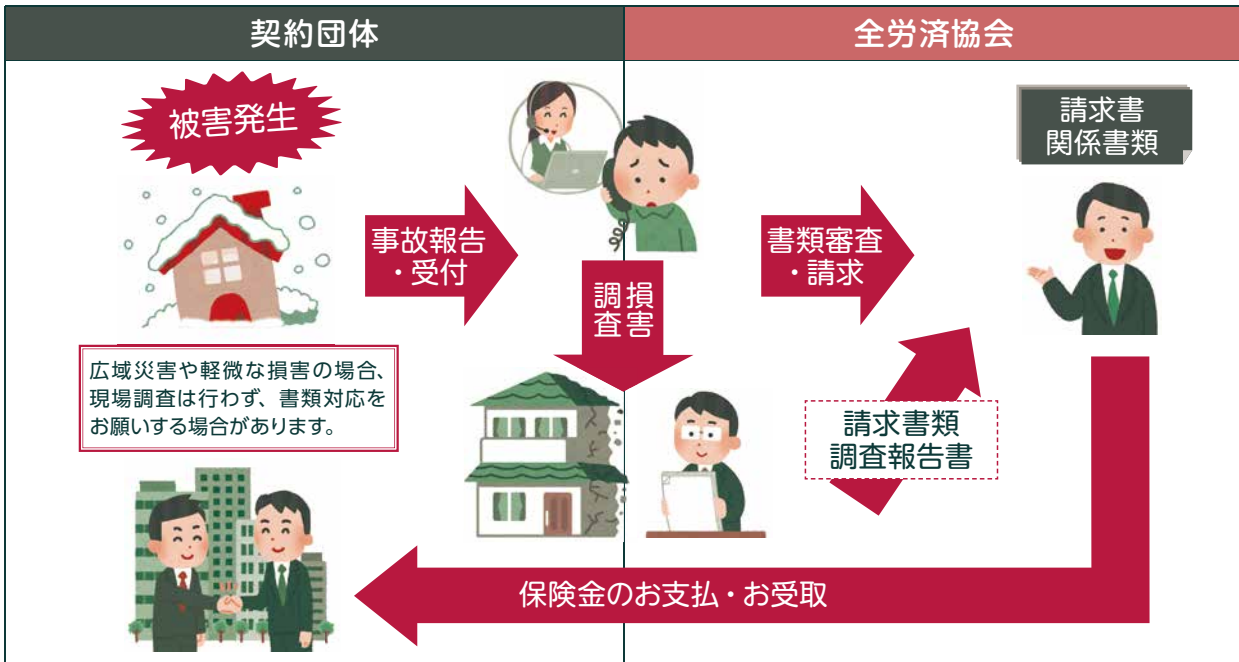 契約団体
全労済協会
被害発生
請求書
関係書類
事故報告
・受付
書類審査
・請求
損害
調査
広域災害や軽微な損害の場合、
現場調査は行わず、書類対応を
お願いする場合があります。
請求書類
調査報告書
保険金のお支払・お受取